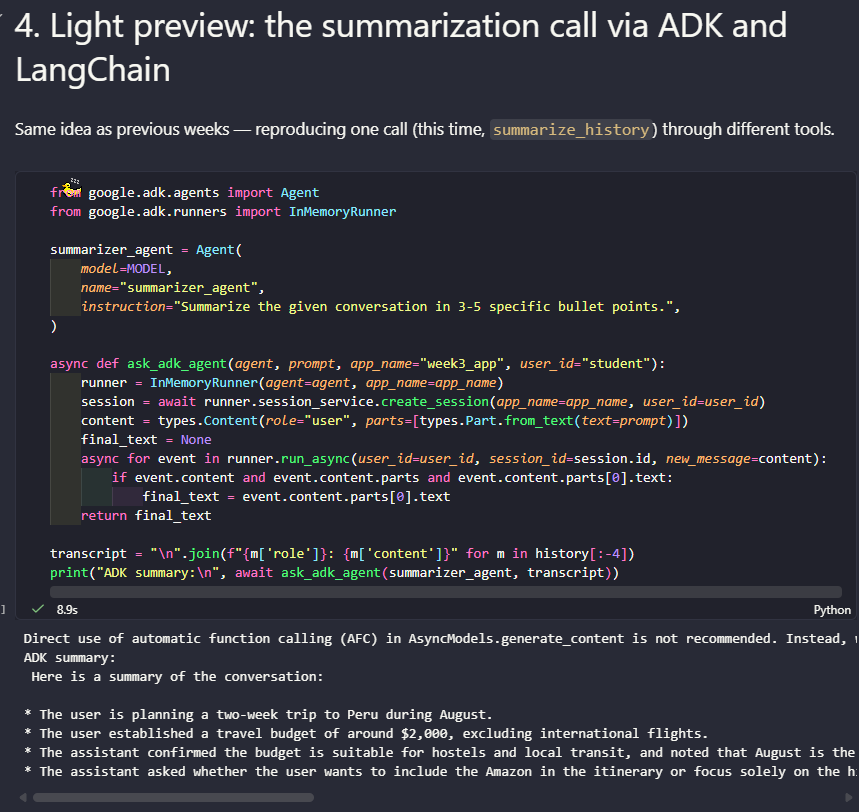 4. Light preview: the summarization call via ADK and
LangChain
Same idea as previous weeks — reproducing one call (this time, summarize_history) through different tools.
from google.adk.agents import Agent
from google.adk.runners import InMemoryRunner
summarizer_agent = Agent(
    model=MODEL,
    name="summarizer_agent",
    instruction="Summarize the given conversation in 3-5 specific bullet points.",
)
async def ask_adk_agent(agent, prompt, app_name="week3_app", user_id="student"):
    runner = InMemoryRunner(agent=agent, app_name=app_name)
    session = await runner.session_service.create_session(app_name=app_name, user_id=user_id)
    content = types.Content(role="user", parts=[types.Part.from_text(text=prompt)])
    final_text = None
    async for event in runner.run_async(user_id=user_id, session_id=session.id, new_message=content):
        if event.content and event.content.parts and event.content.parts[0].text:
            final_text = event.content.parts[0].text
    return final_text
transcript = "\n".join(f"{m['role']}: {m['content']}" for m in history[:-4])
print("ADK summary:\n", await ask_adk_agent(summarizer_agent, transcript))
] ✓ 8.9s Python
Direct use of automatic function calling (AFC) in AsyncModels.generate_content is not recommended. Instead,
ADK summary:
 Here is a summary of the conversation:
* The user is planning a two-week trip to Peru during August.
* The user established a travel budget of around $2,000, excluding international flights.
* The assistant confirmed the budget is suitable for hostels and local transit, and noted that August is the
* The assistant asked whether the user wants to include the Amazon in the itinerary or focus solely on the